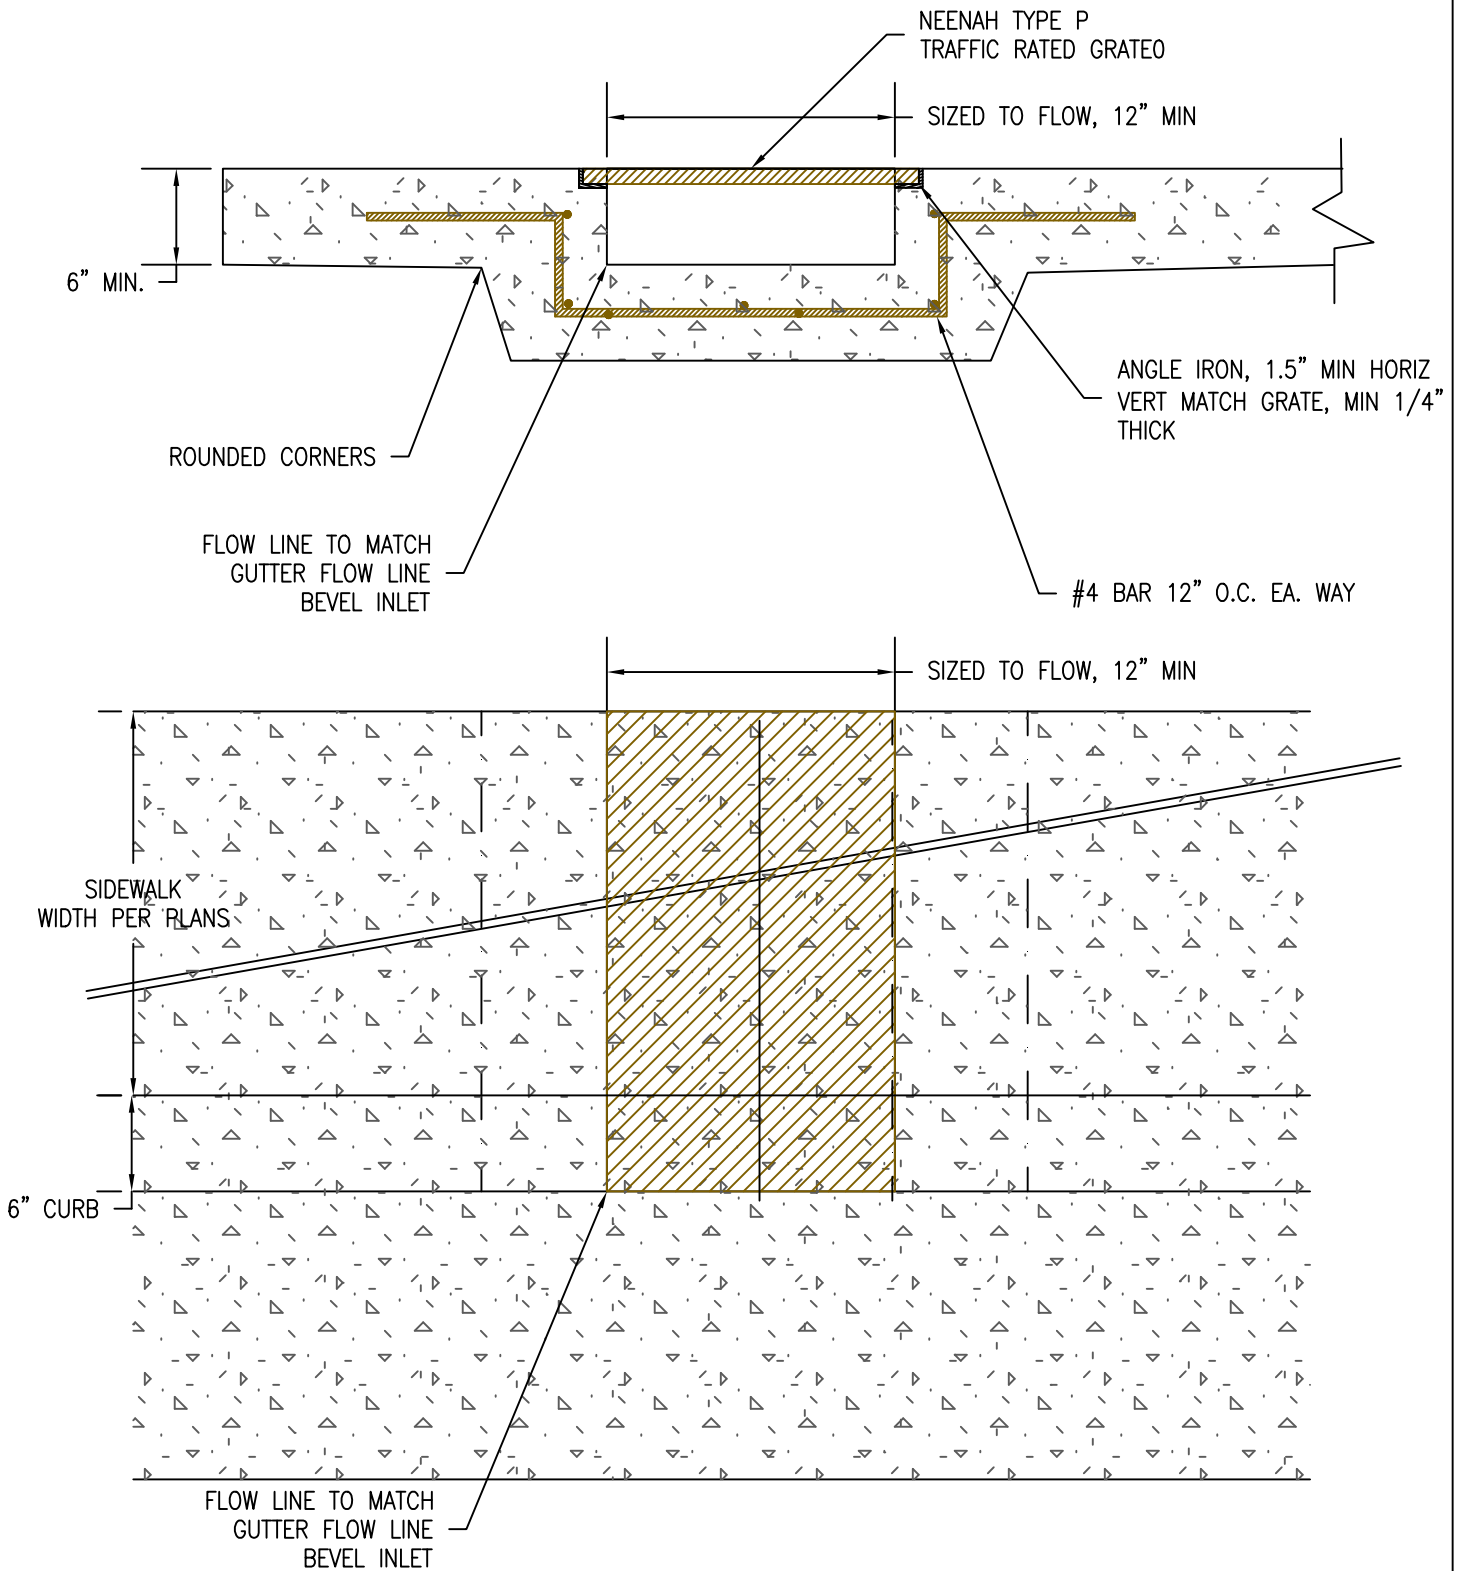 NEENAH TYPE P
TRAFFIC RATED GRATE0
SIZED TO FLOW, 12” MIN
6” MIN.
ANGLE IRON, 1.5” MIN HORIZ
VERT MATCH GRATE, MIN 1/4”
THICK
ROUNDED CORNERS
FLOW LINE TO MATCH
GUTTER FLOW LINE
BEVEL INLET
#4 BAR 12” O.C. EA. WAY
SIZED TO FLOW, 12” MIN
SIDEWALK
WIDTH PER PLANS
6” CURB
FLOW LINE TO MATCH
GUTTER FLOW LINE
BEVEL INLET